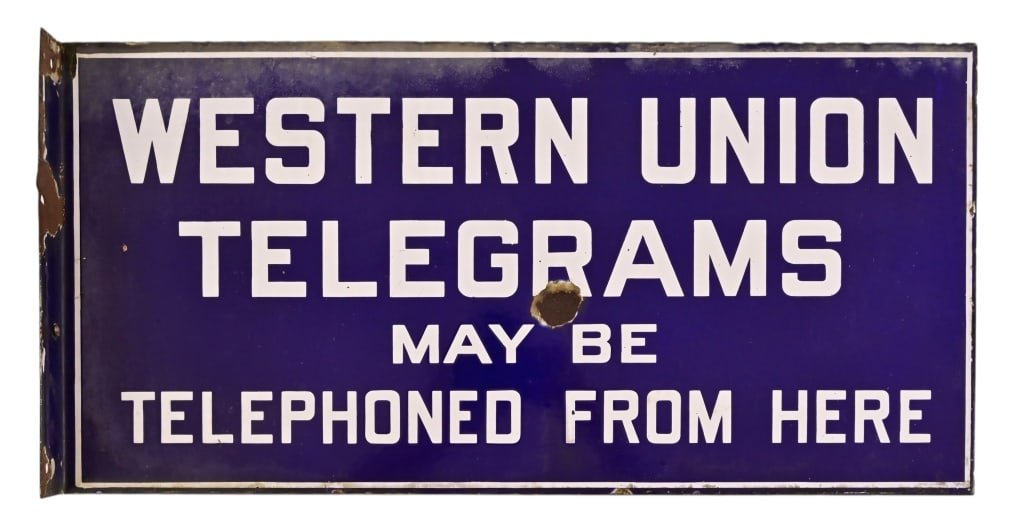 WESTERN UNION
TELEGRAMS
MAY BE
TELEPHONED FROM HERE